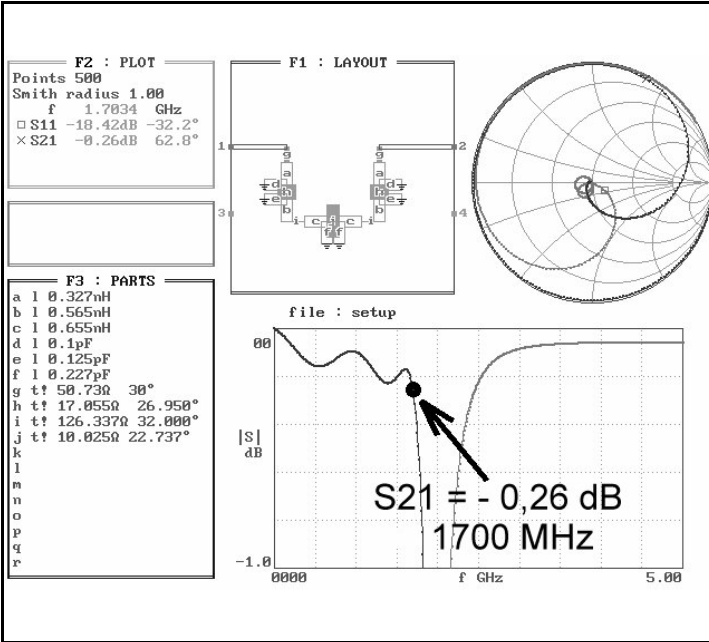 F2 : PLOT
Points 500
Smith radius 1.00
f 1.7034 GHz
□ S11 -18.42dB -32.2°
× S21 -0.26dB 62.8°
F1 : LAYOUT
1
2
3
4
g
g
a
a
d
h
h
d
e
e
b
b
i
c
j
c
i
f
f
F3 : PARTS
a l 0.327nH
b l 0.565nH
c l 0.655nH
d l 0.1pF
e l 0.125pF
f l 0.227pF
g t! 50.73Ω 30°
h t! 17.055Ω 26.950°
i t! 126.337Ω 32.000°
j t! 10.025Ω 22.737°
k
l
m
n
o
p
q
r
file : setup
00
|S|
dB
-1.0
0000
f GHz
5.00
S21 = - 0,26 dB
1700 MHz